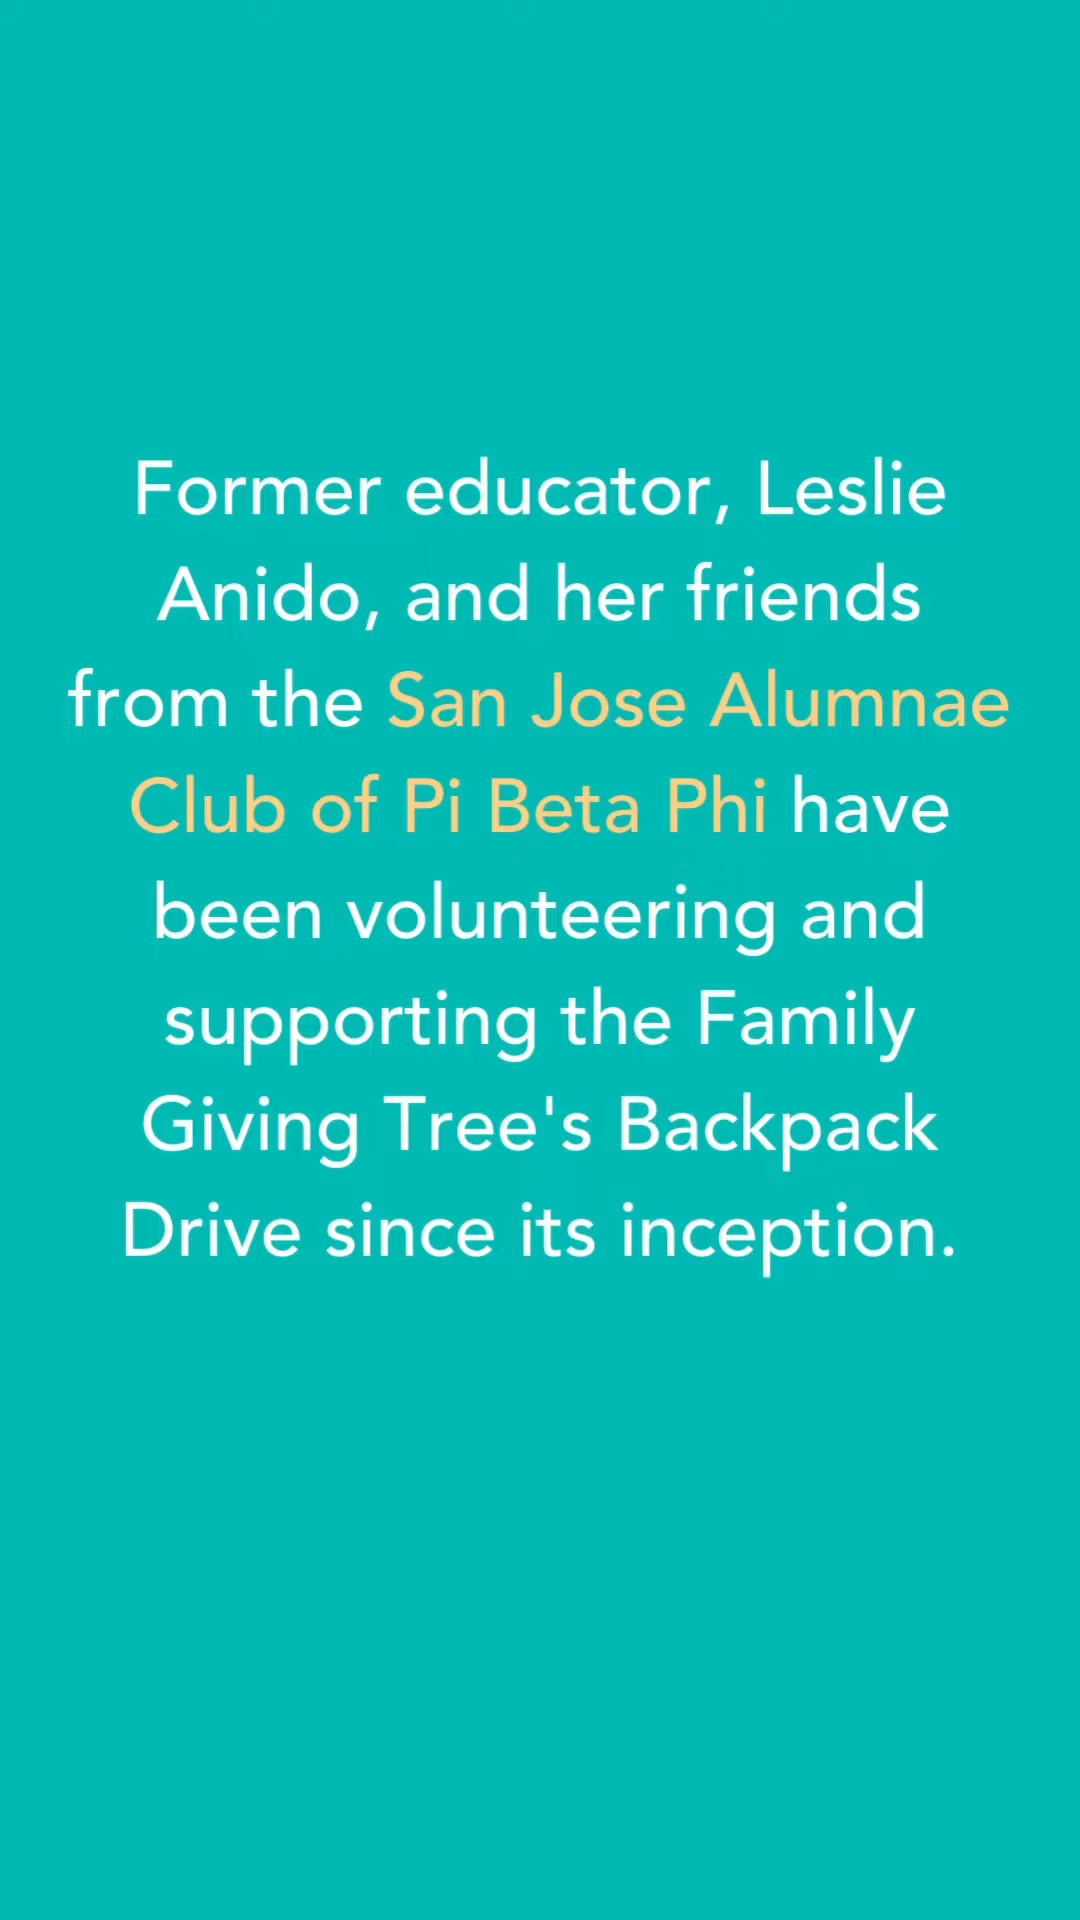 Former educator, Leslie
Anido, and her friends
from the San Jose Alumnae
Club of Pi Beta Phi have
been volunteering and
supporting the Family
Giving Tree's Backpack
Drive since its inception.